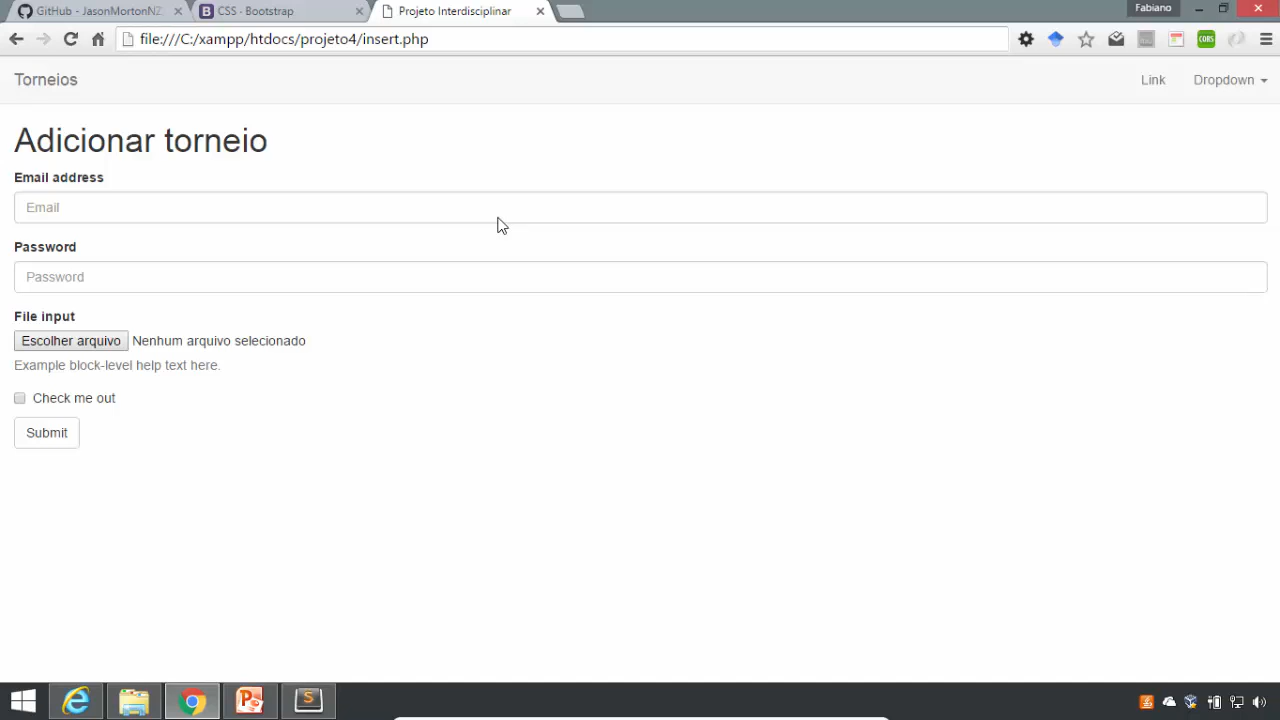 GitHub - JasonMortonNZ
CSS · Bootstrap
Projeto Interdisciplinar
Fabiano
file:///C:/xampp/htdocs/projeto4/insert.php
CORS
Torneios
Link
Dropdown
Adicionar torneio
Email address
Email
Password
Password
File input
Escolher arquivo Nenhum arquivo selecionado
Example block-level help text here.
Check me out
Submit